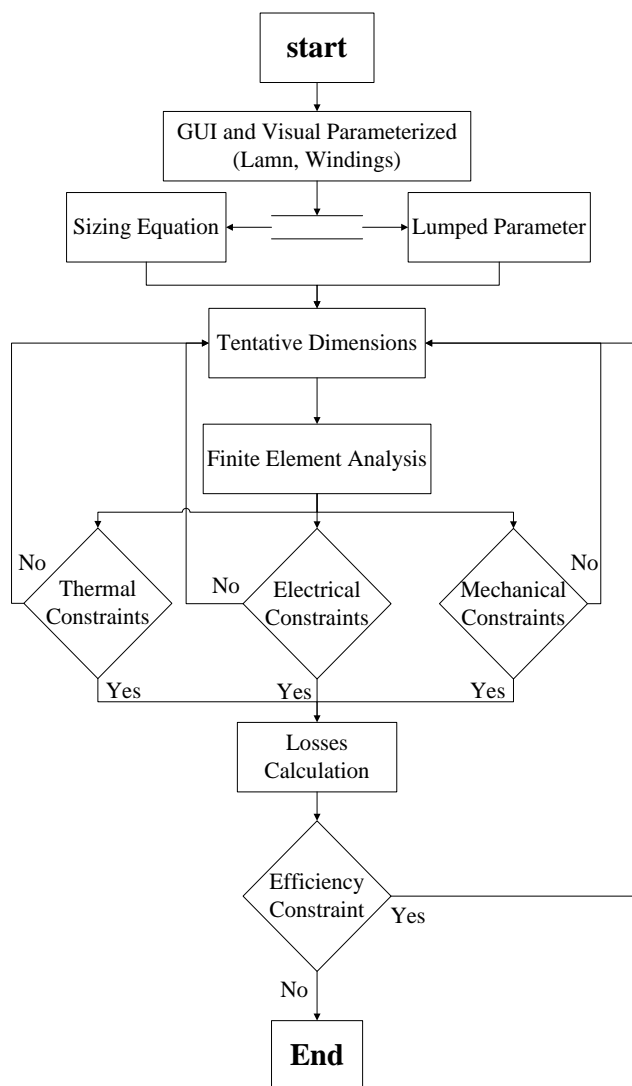 start
GUI and Visual Parameterized
(Lamn, Windings)
Sizing Equation
Lumped Parameter
Tentative Dimensions
Finite Element Analysis
No
Thermal
Constraints
No
Electrical
Constraints
Mechanical
Constraints
No
Yes
Yes
Yes
Losses
Calculation
Efficiency
Constraint
Yes
No
End